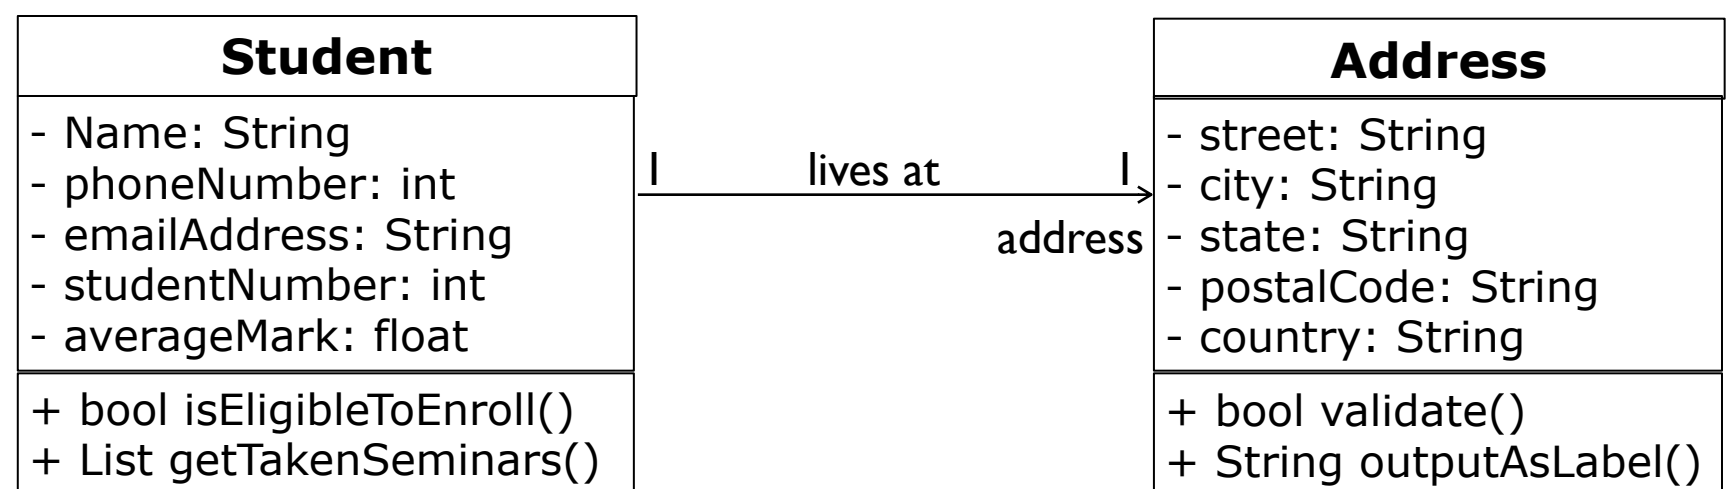 Student
- Name: String
- phoneNumber: int
- emailAddress: String
- studentNumber: int
- averageMark: float
+ bool isEligibleToEnroll()
+ List getTakenSeminars()
1 lives at 1
address
Address
- street: String
- city: String
- state: String
- postalCode: String
- country: String
+ bool validate()
+ String outputAsLabel()